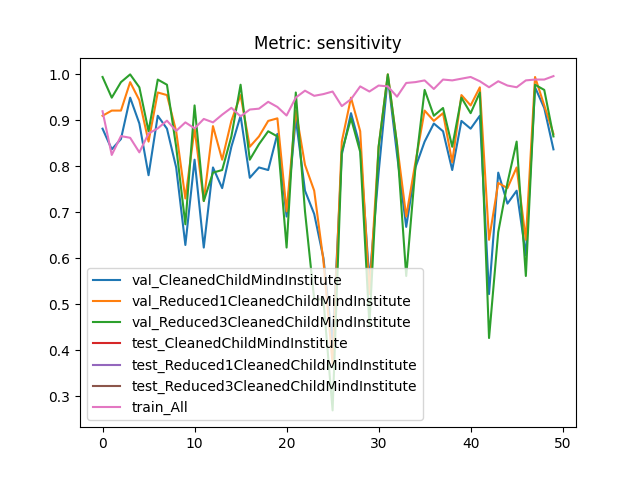 Metric: sensitivity
1.0
0.9
0.8
0.7
0.6
0.5
0.4
0.3
val_CleanedChildMindInstitute
val_Reduced1CleanedChildMindInstitute
val_Reduced3CleanedChildMindInstitute
test_CleanedChildMindInstitute
test_Reduced1CleanedChildMindInstitute
test_Reduced3CleanedChildMindInstitute
train_All
0 10 20 30 40 50